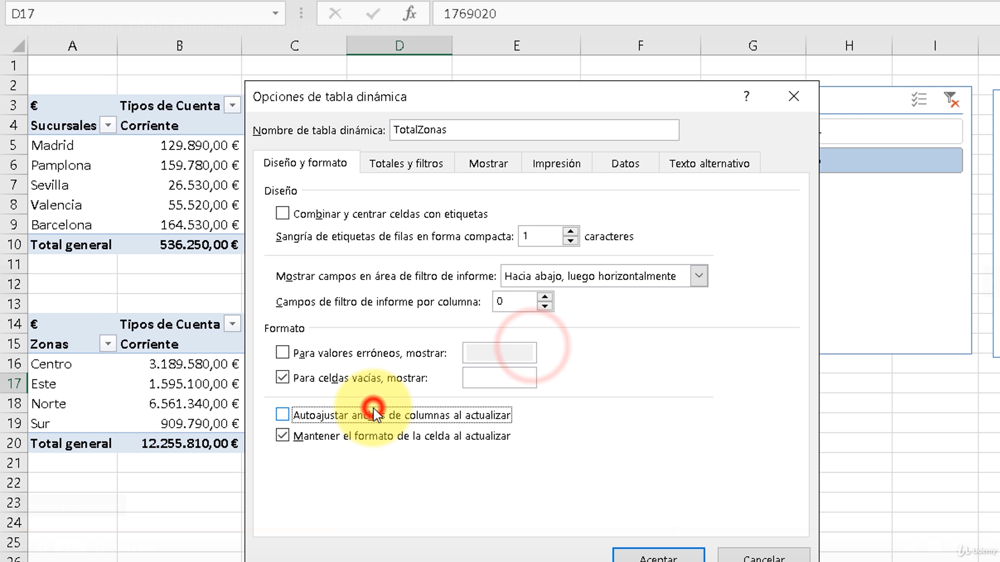 D17
fx
1769020
A B C D E F G H I
1
2
3 € Tipos de Cuenta
4 Sucursales Corriente
5 Madrid 129.890,00 €
6 Pamplona 159.780,00 €
7 Sevilla 26.530,00 €
8 Valencia 55.520,00 €
9 Barcelona 164.530,00 €
10 Total general 536.250,00 €
11
12
13
14 € Tipos de Cuenta
15 Zonas Corriente
16 Centro 3.189.580,00 €
17 Este 1.595.100,00 €
18 Norte 6.561.340,00 €
19 Sur 909.790,00 €
20 Total general 12.255.810,00 €
21
22
23
24
25
26
Opciones de tabla dinámica
?
Nombre de tabla dinámica: TotalZonas
Diseño y formato Totales y filtros Mostrar Impresión Datos Texto alternativo
Diseño
Combinar y centrar celdas con etiquetas
Sangría de etiquetas de filas en forma compacta: 1 caracteres
Mostrar campos en área de filtro de informe: Hacia abajo, luego horizontalmente
Campos de filtro de informe por columna: 0
Formato
Para valores erróneos, mostrar:
Para celdas vacías, mostrar:
Autoajustar anchos de columnas al actualizar
Mantener el formato de la celda al actualizar
Aceptar Cancelar
Udemy